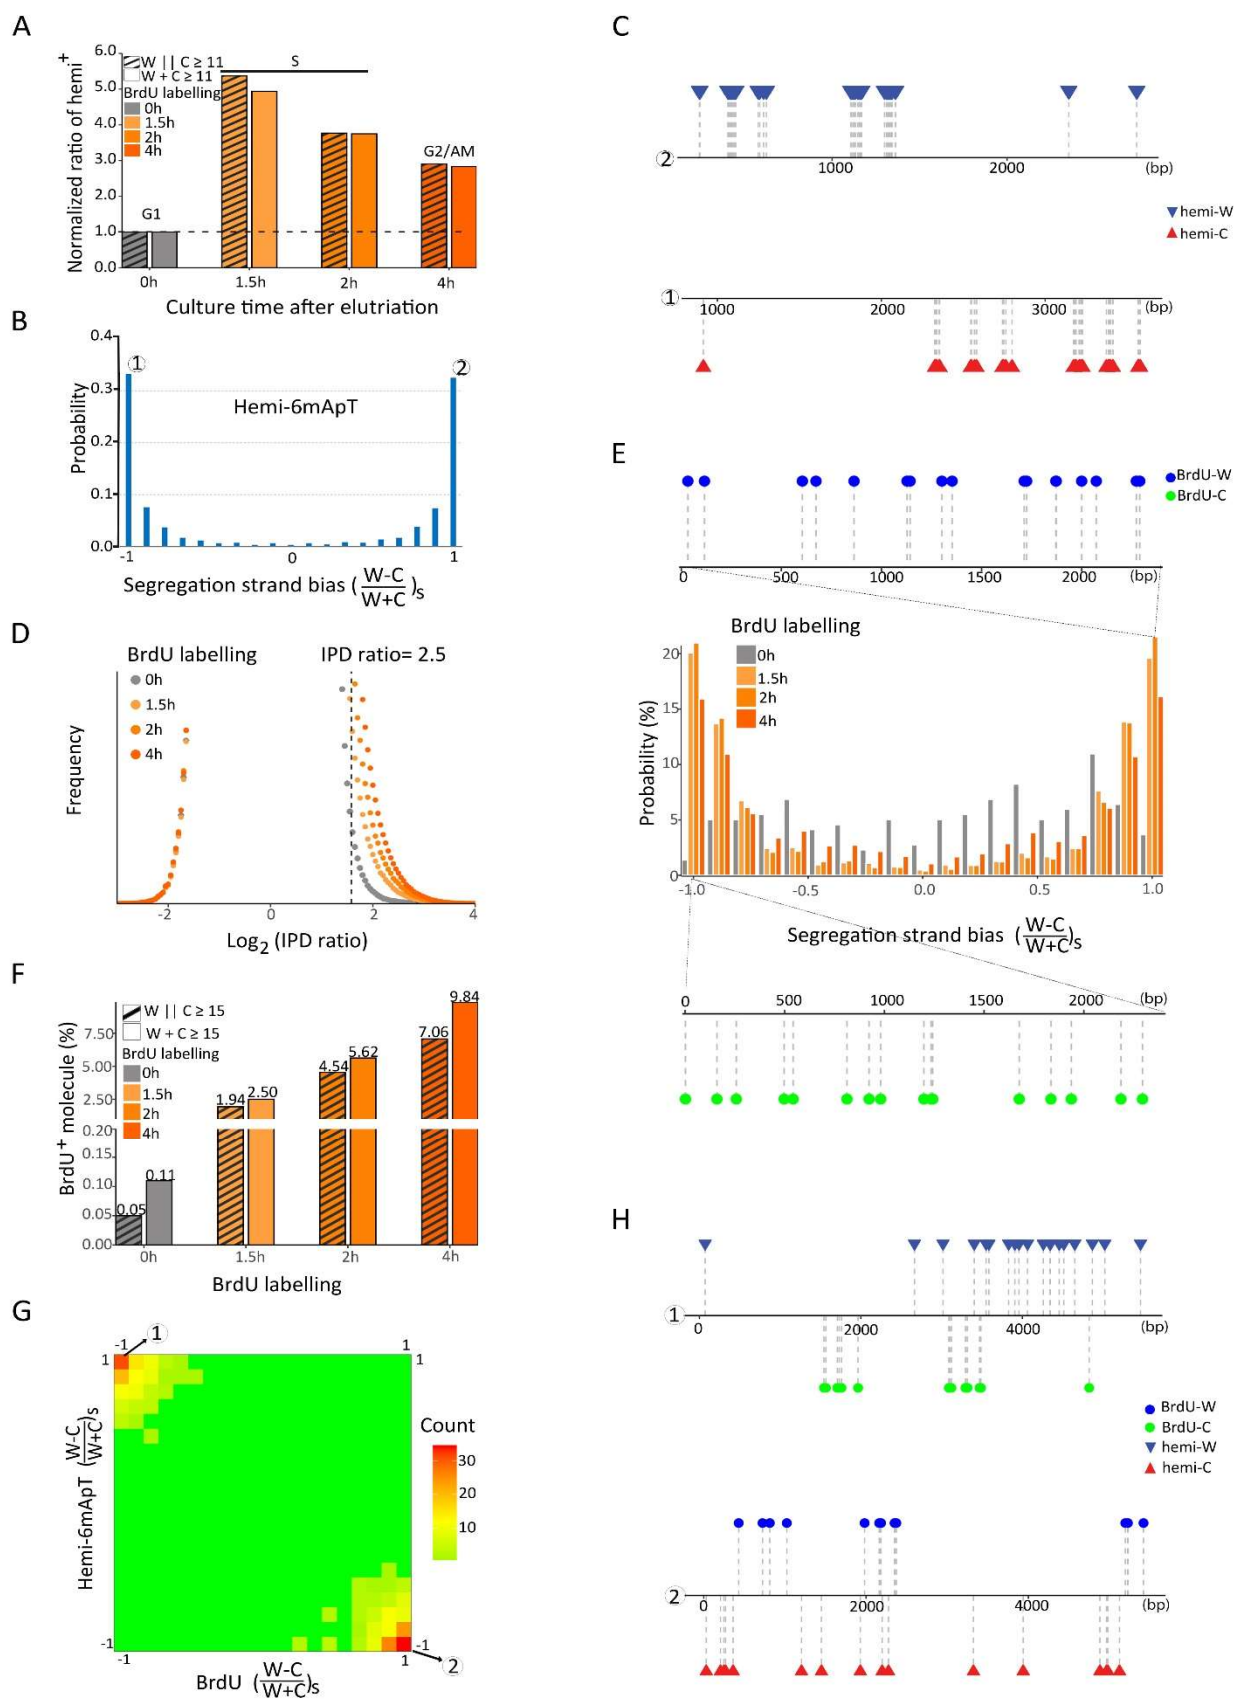 A
6.0
5.0
4.0
3.0
2.0
1.0
0.0
Normalized ratio of hemi+
W || C ≥ 11
W + C ≥ 11
BrdU labelling
0h
1.5h
2h
4h
S
G1
G2/AM
0h 1.5h 2h 4h
Culture time after elutriation
B
0.4
0.3
0.2
0.1
0.0
Probability
1
2
Hemi-6mApT
-1 0 1
Segregation strand bias (W-C/W+C)s
C
2
1000 2000 (bp)
hemi-W
hemi-C
1
1000 2000 3000 (bp)
D
BrdU labelling
0h
1.5h
2h
4h
IPD ratio= 2.5
Frequency
-2 0 2 4
Log2 (IPD ratio)
E
BrdU-W
BrdU-C
0 500 1000 1500 2000 (bp)
BrdU labelling
0h
1.5h
2h
4h
20
15
10
5
0
Probability (%)
-1.0 -0.5 0.0 0.5 1.0
Segregation strand bias (W-C/W+C)s
0 500 1000 1500 2000 (bp)
F
W || C ≥ 15
W + C ≥ 15
BrdU labelling
0h
1.5h
2h
4h
7.50
5.00
2.50
0.20
0.15
0.10
0.05
0.00
BrdU+ molecule (%)
0.05
0.11
1.94
2.50
4.54
5.62
7.06
9.84
0h 1.5h 2h 4h
BrdU labelling
G
1
-1 1
1 1
Hemi-6mApT (W-C/W+C)s
Count
30
20
10
-1 -1
-1 1
2
BrdU (W-C/W+C)s
H
1
0 2000 4000 (bp)
BrdU-W
BrdU-C
hemi-W
hemi-C
2
0 2000 4000 (bp)